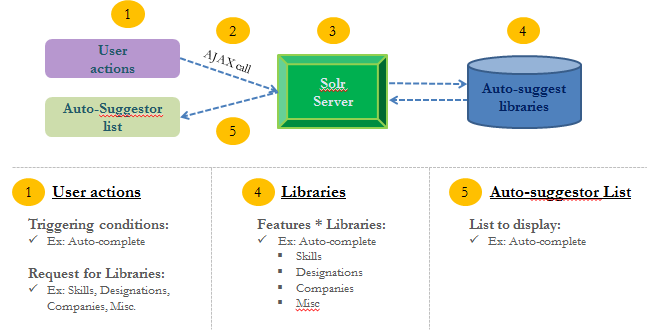 1
2
3
4
User
actions
AJAX call
Solr
Server
Auto-suggest
libraries
Auto-Suggestor
list
5
1 User actions
Triggering conditions:
✓ Ex: Auto-complete
Request for Libraries:
✓ Ex: Skills, Designations,
Companies, Misc.
4 Libraries
Features * Libraries:
✓ Ex: Auto-complete
▪ Skills
▪ Designations
▪ Companies
▪ Misc
5 Auto-suggestor List
List to display:
✓ Ex: Auto-complete